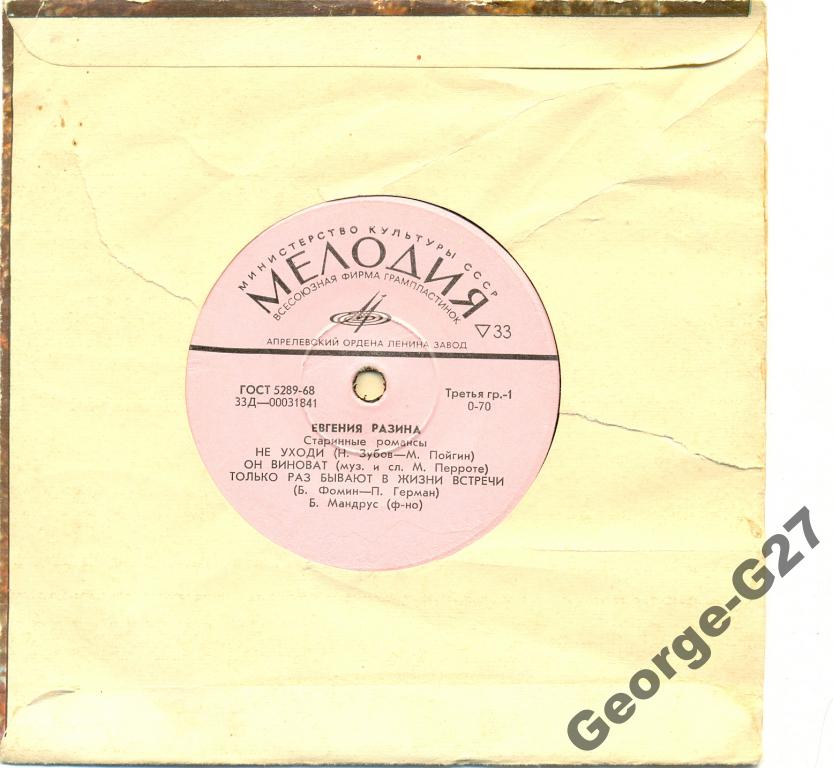 МИНИСТЕРСТВО КУЛЬТУРЫ СССР
МЕЛОДИЯ
ВСЕСОЮЗНАЯ ФИРМА ГРАМПЛАСТИНОК
▽33
АПРЕЛЕВСКИЙ ОРДЕНА ЛЕНИНА ЗАВОД
ГОСТ 5289-68
33Д—00031841
Третья гр.-1
0-70
ЕВГЕНИЯ РАЗИНА
Старинные романсы
НЕ УХОДИ (Н. Зубов—М. Пойгин)
ОН ВИНОВАТ (муз. и сл. М. Перроте)
ТОЛЬКО РАЗ БЫВАЮТ В ЖИЗНИ ВСТРЕЧИ
(Б. Фомин—П. Герман)
Б. Мандрус (ф-но)
George-G27